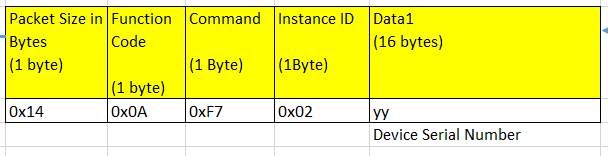 Packet Size in Bytes (1 byte)
Function Code (1 byte)
Command (1 Byte)
Instance ID (1Byte)
Data1 (16 bytes)
0x14
0x0A
0xF7
0x02
yy
Device Serial Number